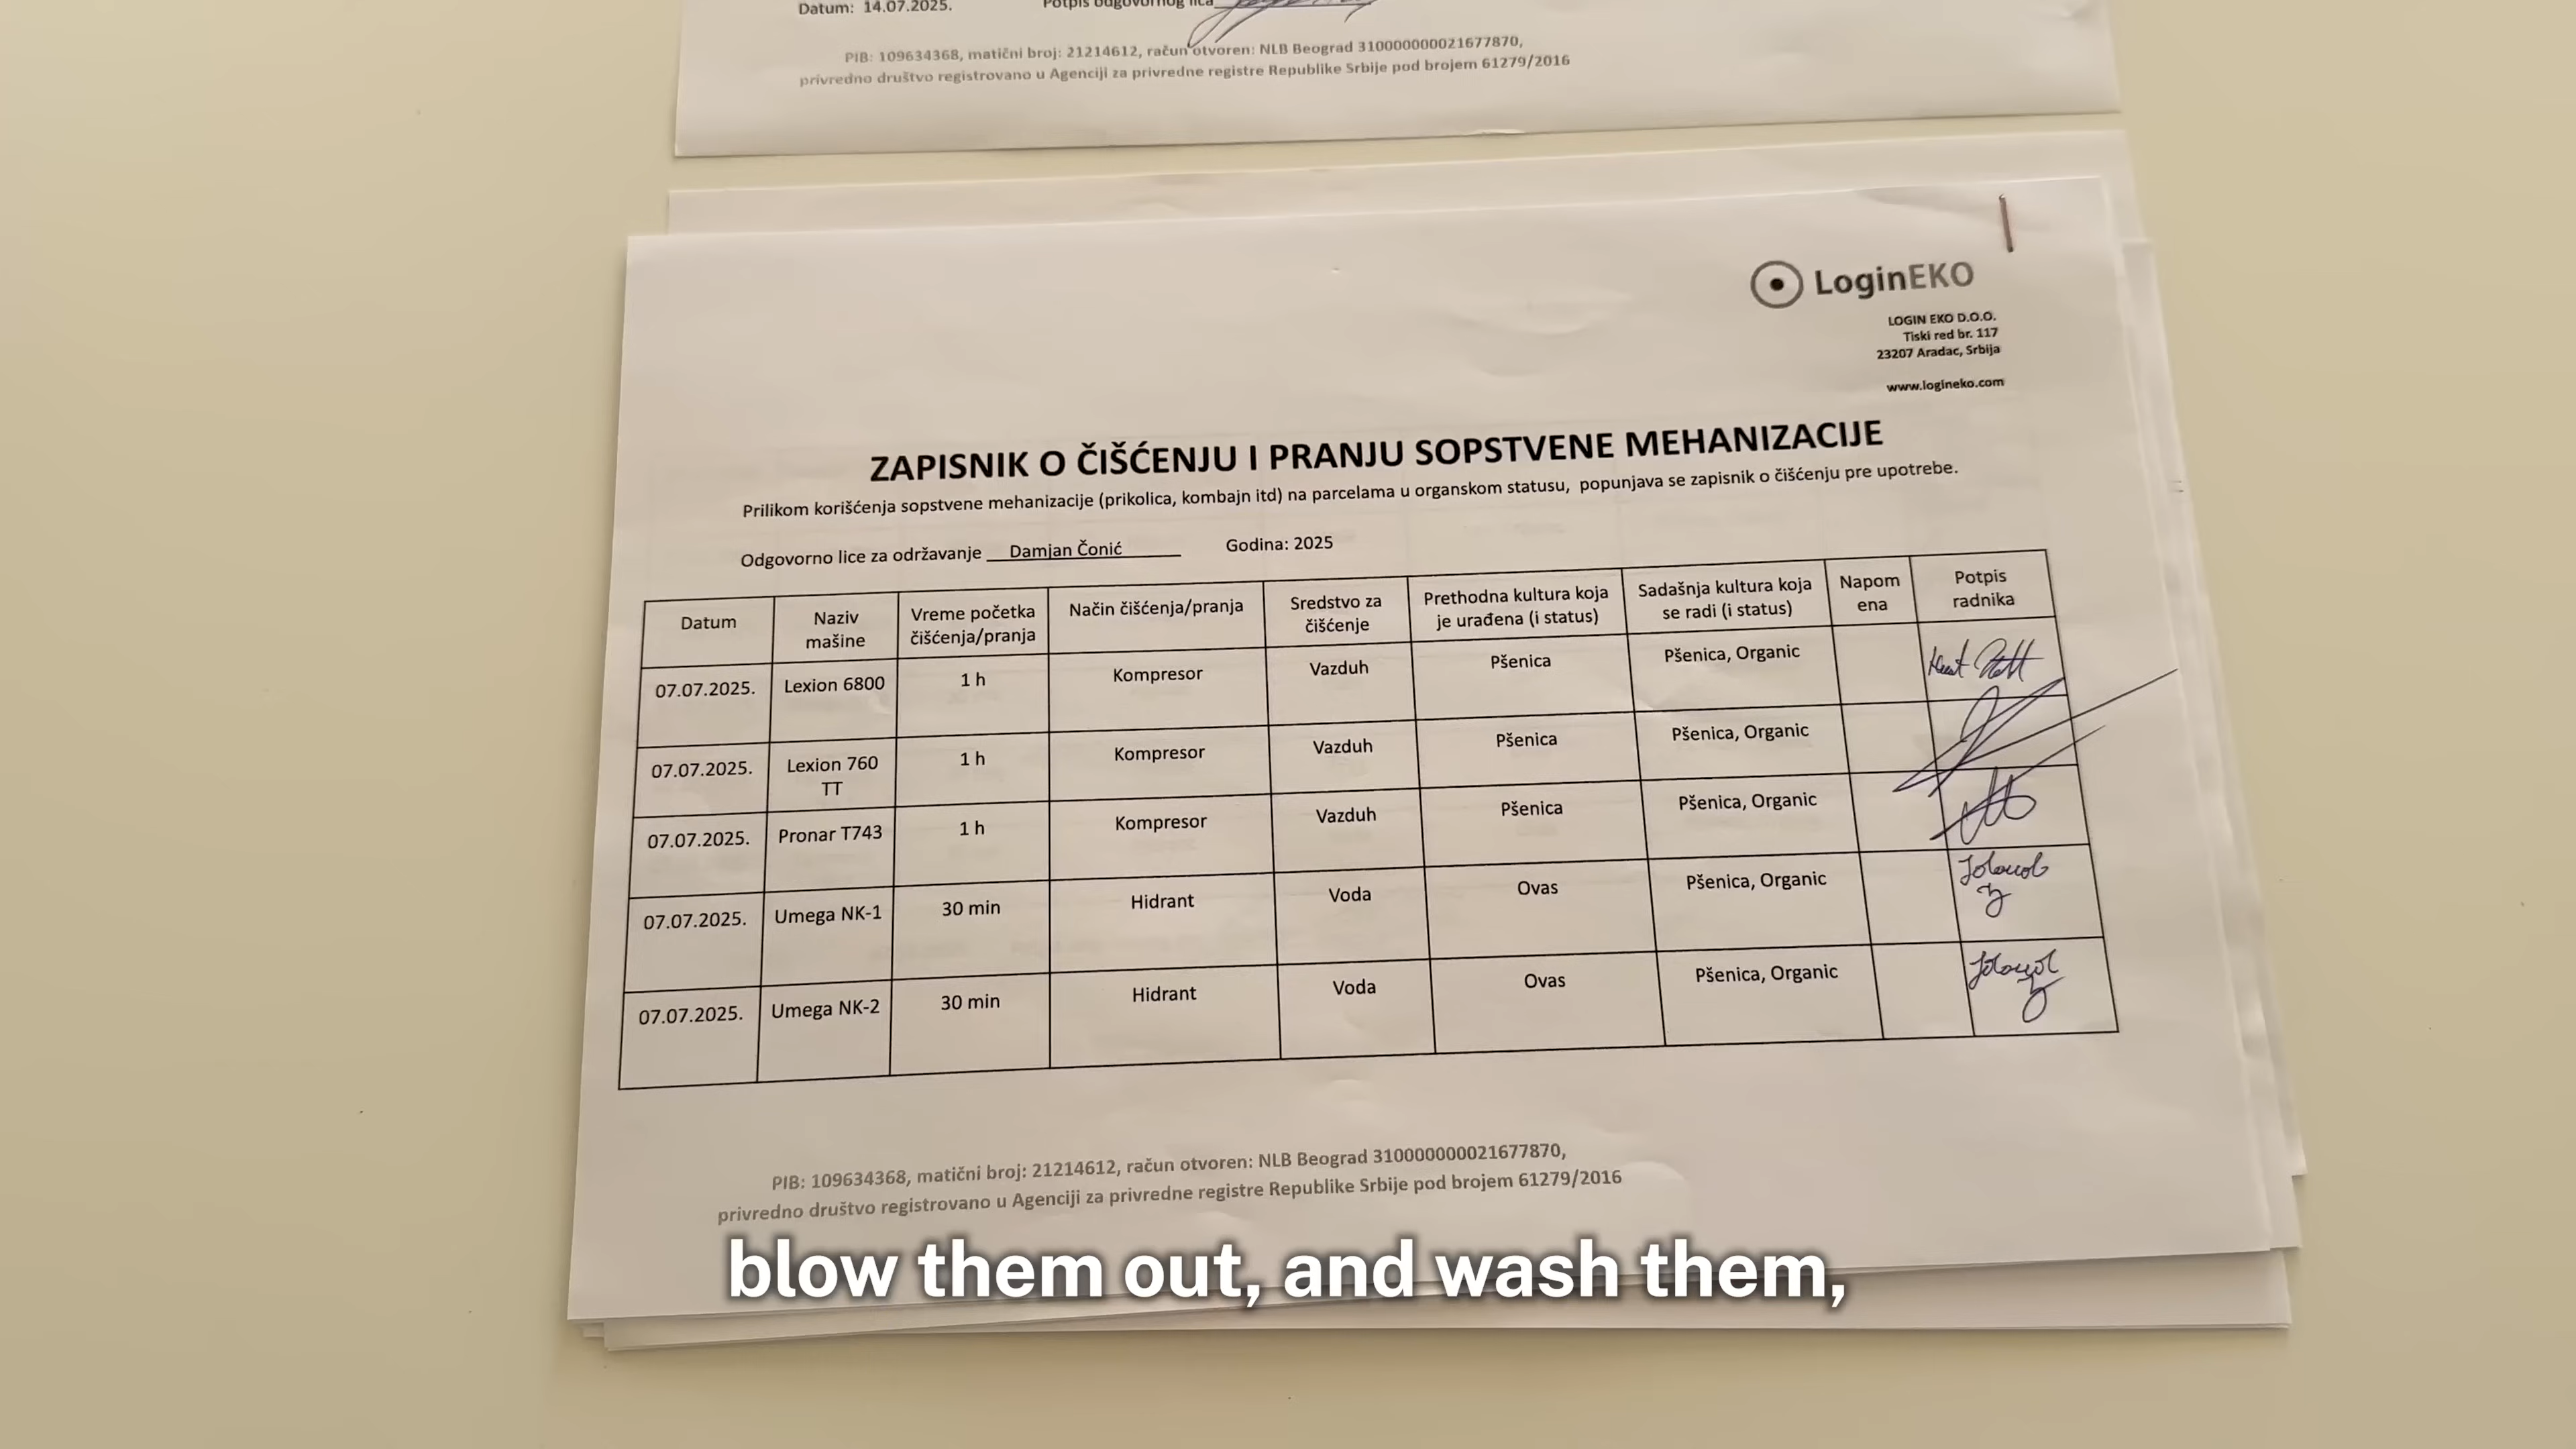 Datum: 14.07.2025. Potpis odgovornog lica
PIB: 109634368, matični broj: 21214612, račun otvoren: NLB Beograd 310000000021677870,
privredno društvo registrovano u Agenciji za privredne registre Republike Srbije pod brojem 61279/2016
LoginEKO
LOGIN EKO D.O.O.
Tiski red br. 117
23207 Aradac, Srbija
www.logineko.com
ZAPISNIK O ČIŠĆENJU I PRANJU SOPSTVENE MEHANIZACIJE
Prilikom korišćenja sopstvene mehanizacije (prikolica, kombajn itd) na parcelama u organskom statusu, popunjava se zapisnik o čišćenju pre upotrebe.
Odgovorno lice za održavanje Damjan Čonić Godina: 2025
Datum Naziv mašine Vreme početka čišćenja/pranja Način čišćenja/pranja Sredstvo za čišćenje Prethodna kultura koja je urađena (i status) Sadašnja kultura koja se radi (i status) Napomena Potpis radnika
07.07.2025. Lexion 6800 1 h Kompresor Vazduh Pšenica Pšenica, Organic
07.07.2025. Lexion 760 TT 1 h Kompresor Vazduh Pšenica Pšenica, Organic
07.07.2025. Pronar T743 1 h Kompresor Vazduh Pšenica Pšenica, Organic
07.07.2025. Umega NK-1 30 min Hidrant Voda Ovas Pšenica, Organic
07.07.2025. Umega NK-2 30 min Hidrant Voda Ovas Pšenica, Organic
PIB: 109634368, matični broj: 21214612, račun otvoren: NLB Beograd 310000000021677870,
privredno društvo registrovano u Agenciji za privredne registre Republike Srbije pod brojem 61279/2016
blow them out, and wash them,